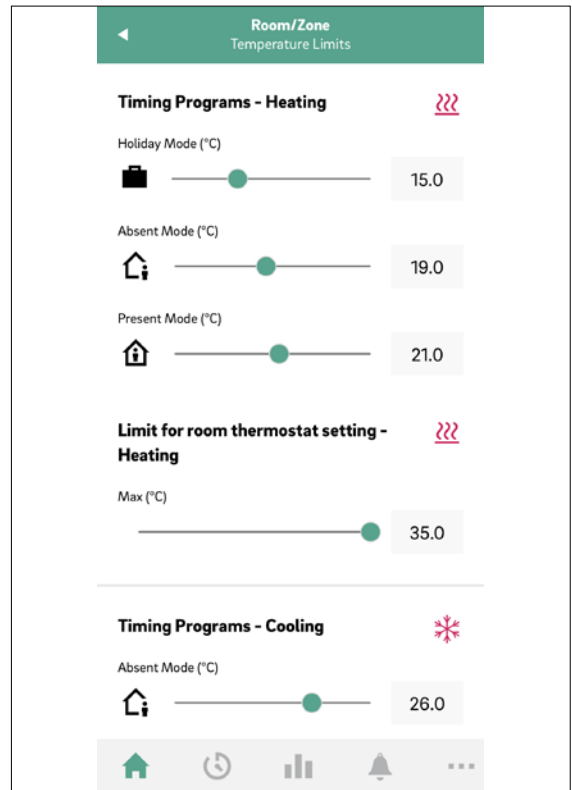 Room/Zone
Temperature Limits
Timing Programs - Heating
Holiday Mode (°C)
15.0
Absent Mode (°C)
19.0
Present Mode (°C)
21.0
Limit for room thermostat setting -
Heating
Max (°C)
35.0
Timing Programs - Cooling
Absent Mode (°C)
26.0